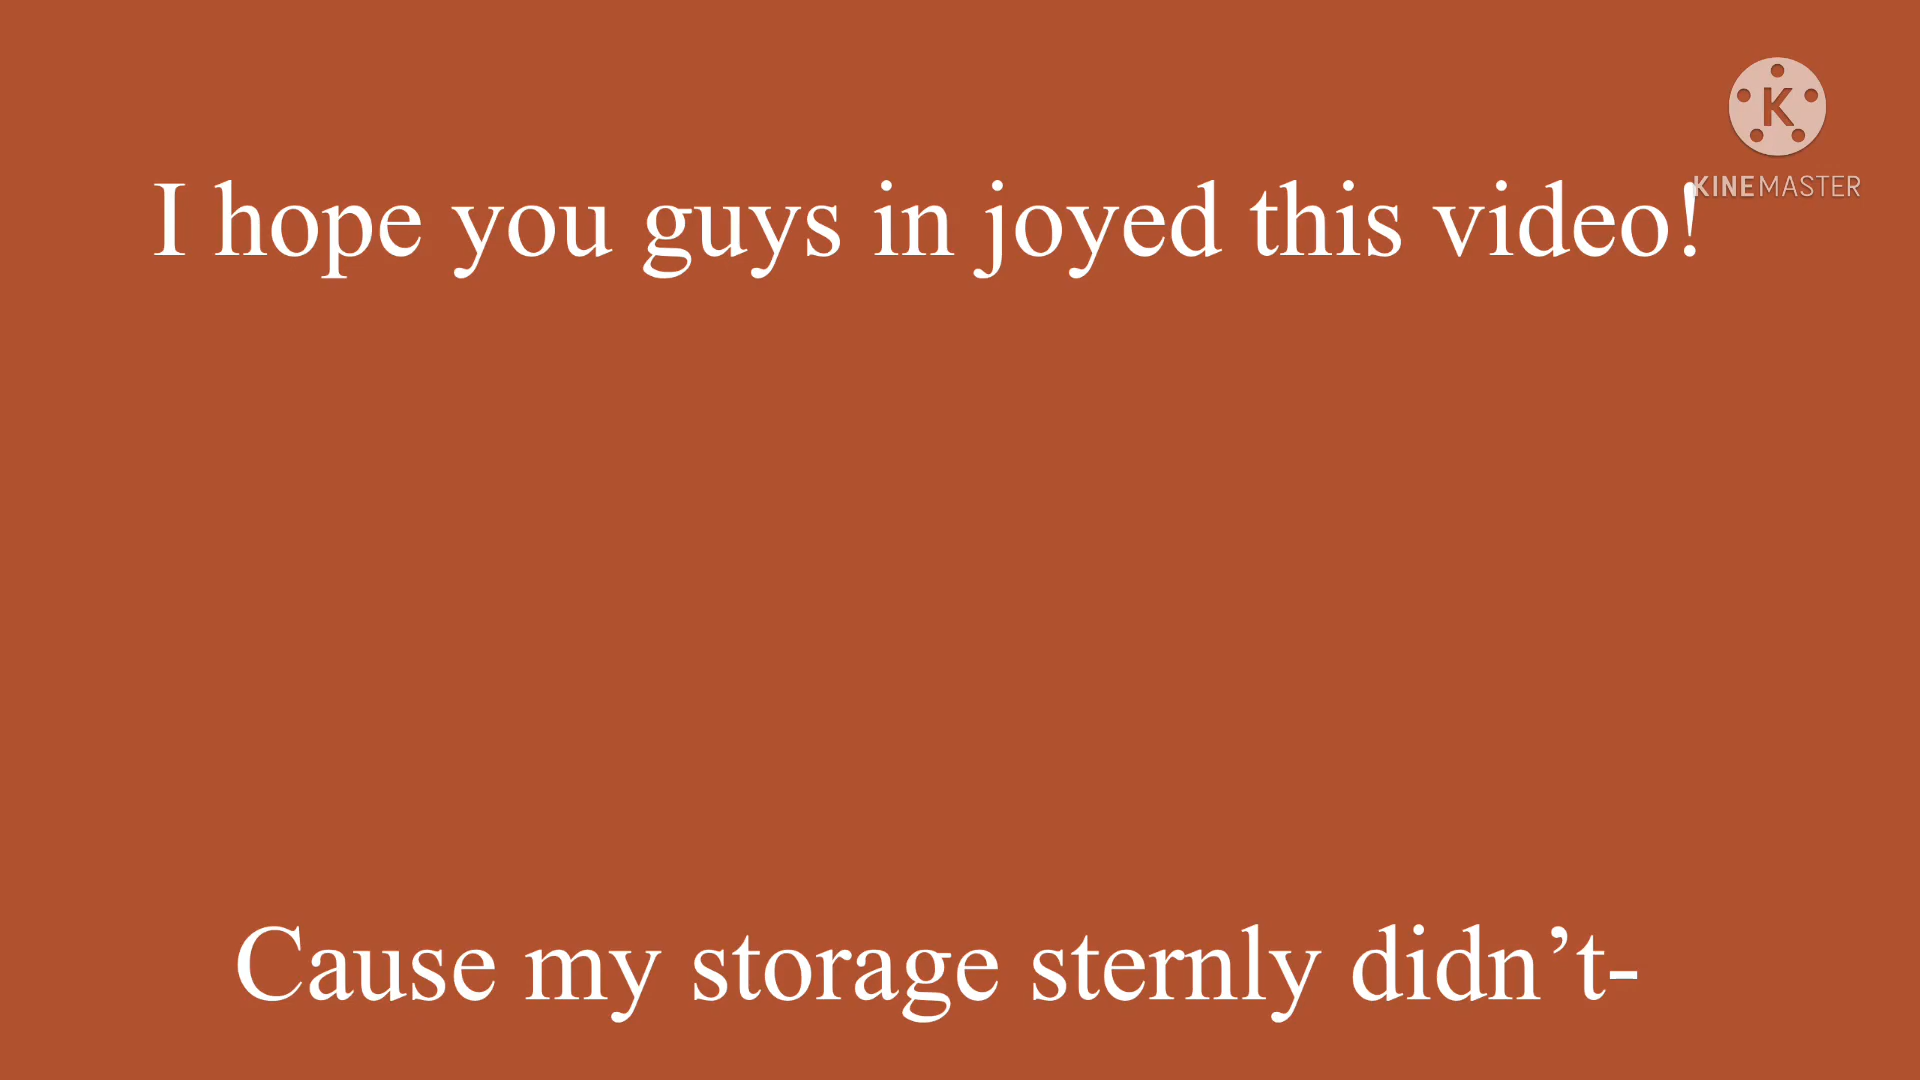 K
KINEMASTER
I hope you guys in joyed this video!
Cause my storage sternly didn’t-